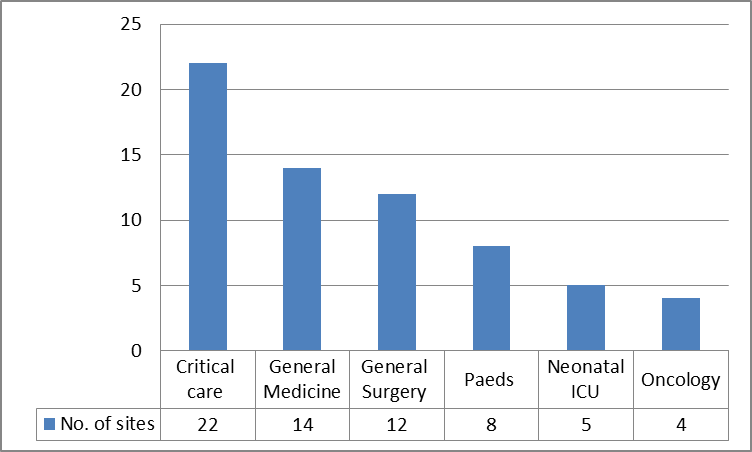 25
20
15
10
5
0
Critical care
General Medicine
General Surgery
Paeds
Neonatal ICU
Oncology
No. of sites 22 14 12 8 5 4